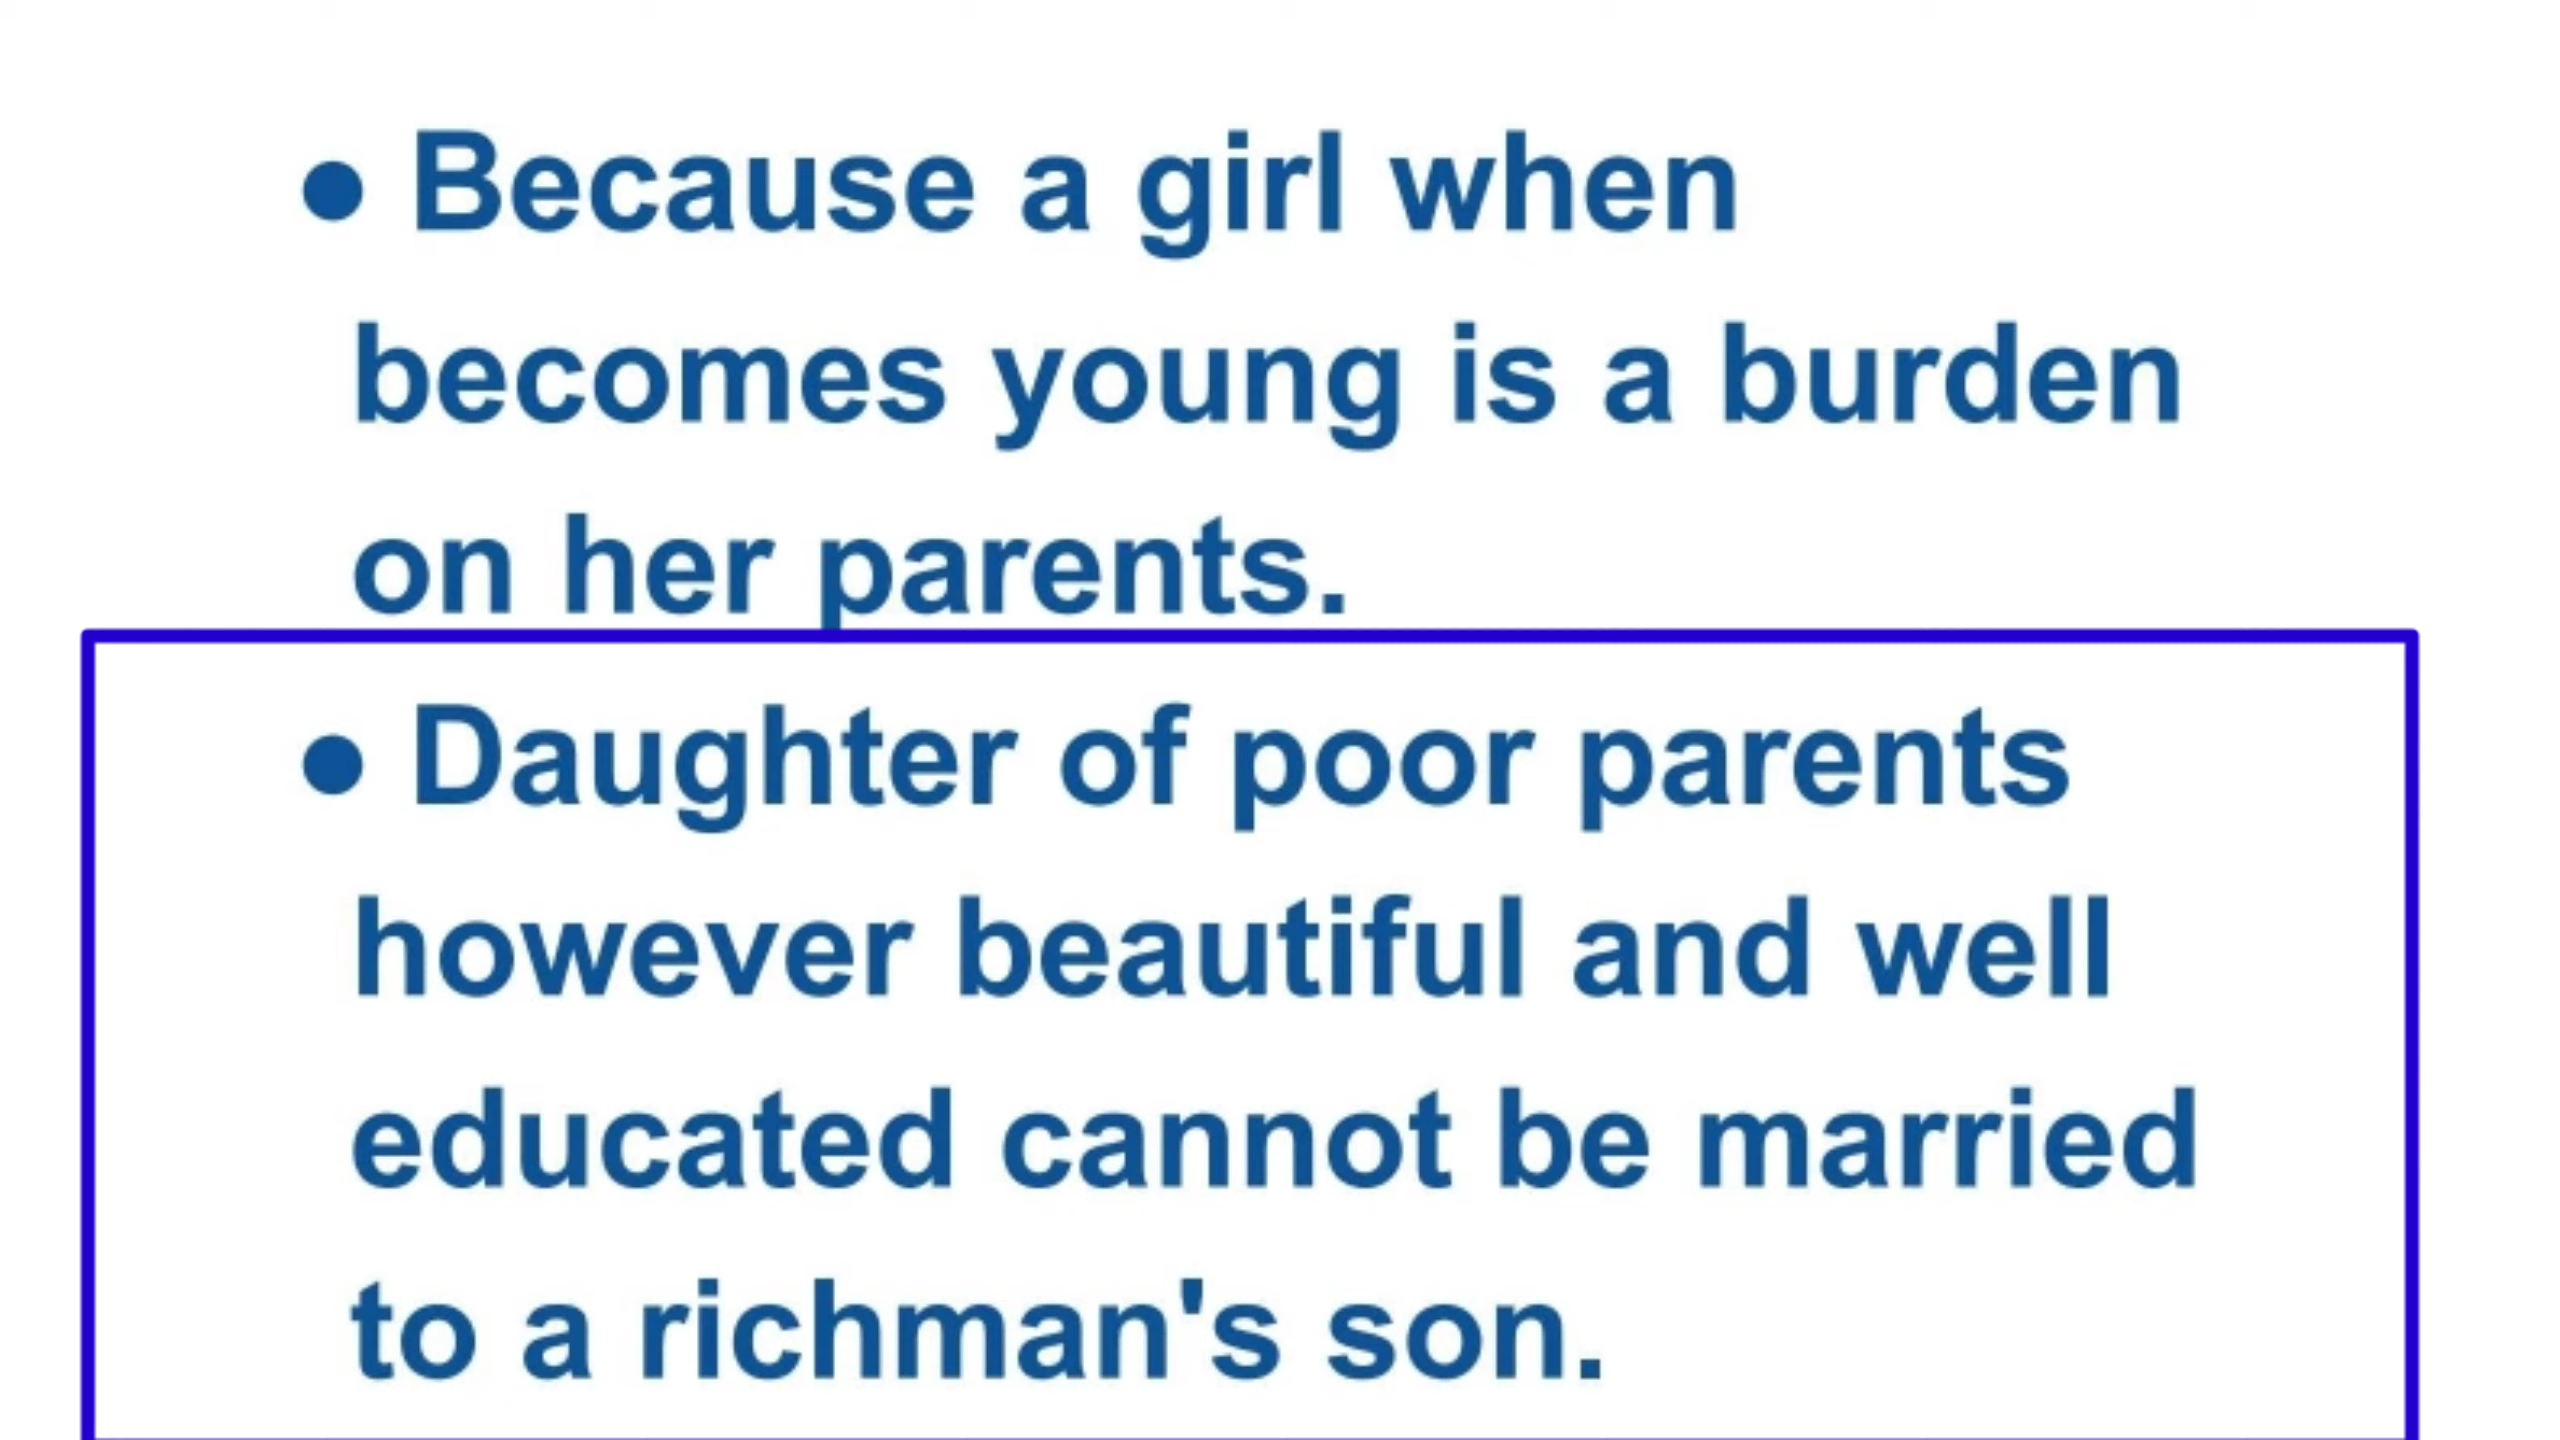 • Because a girl when
becomes young is a burden
on her parents.
• Daughter of poor parents
however beautiful and well
educated cannot be married
to a richman's son.